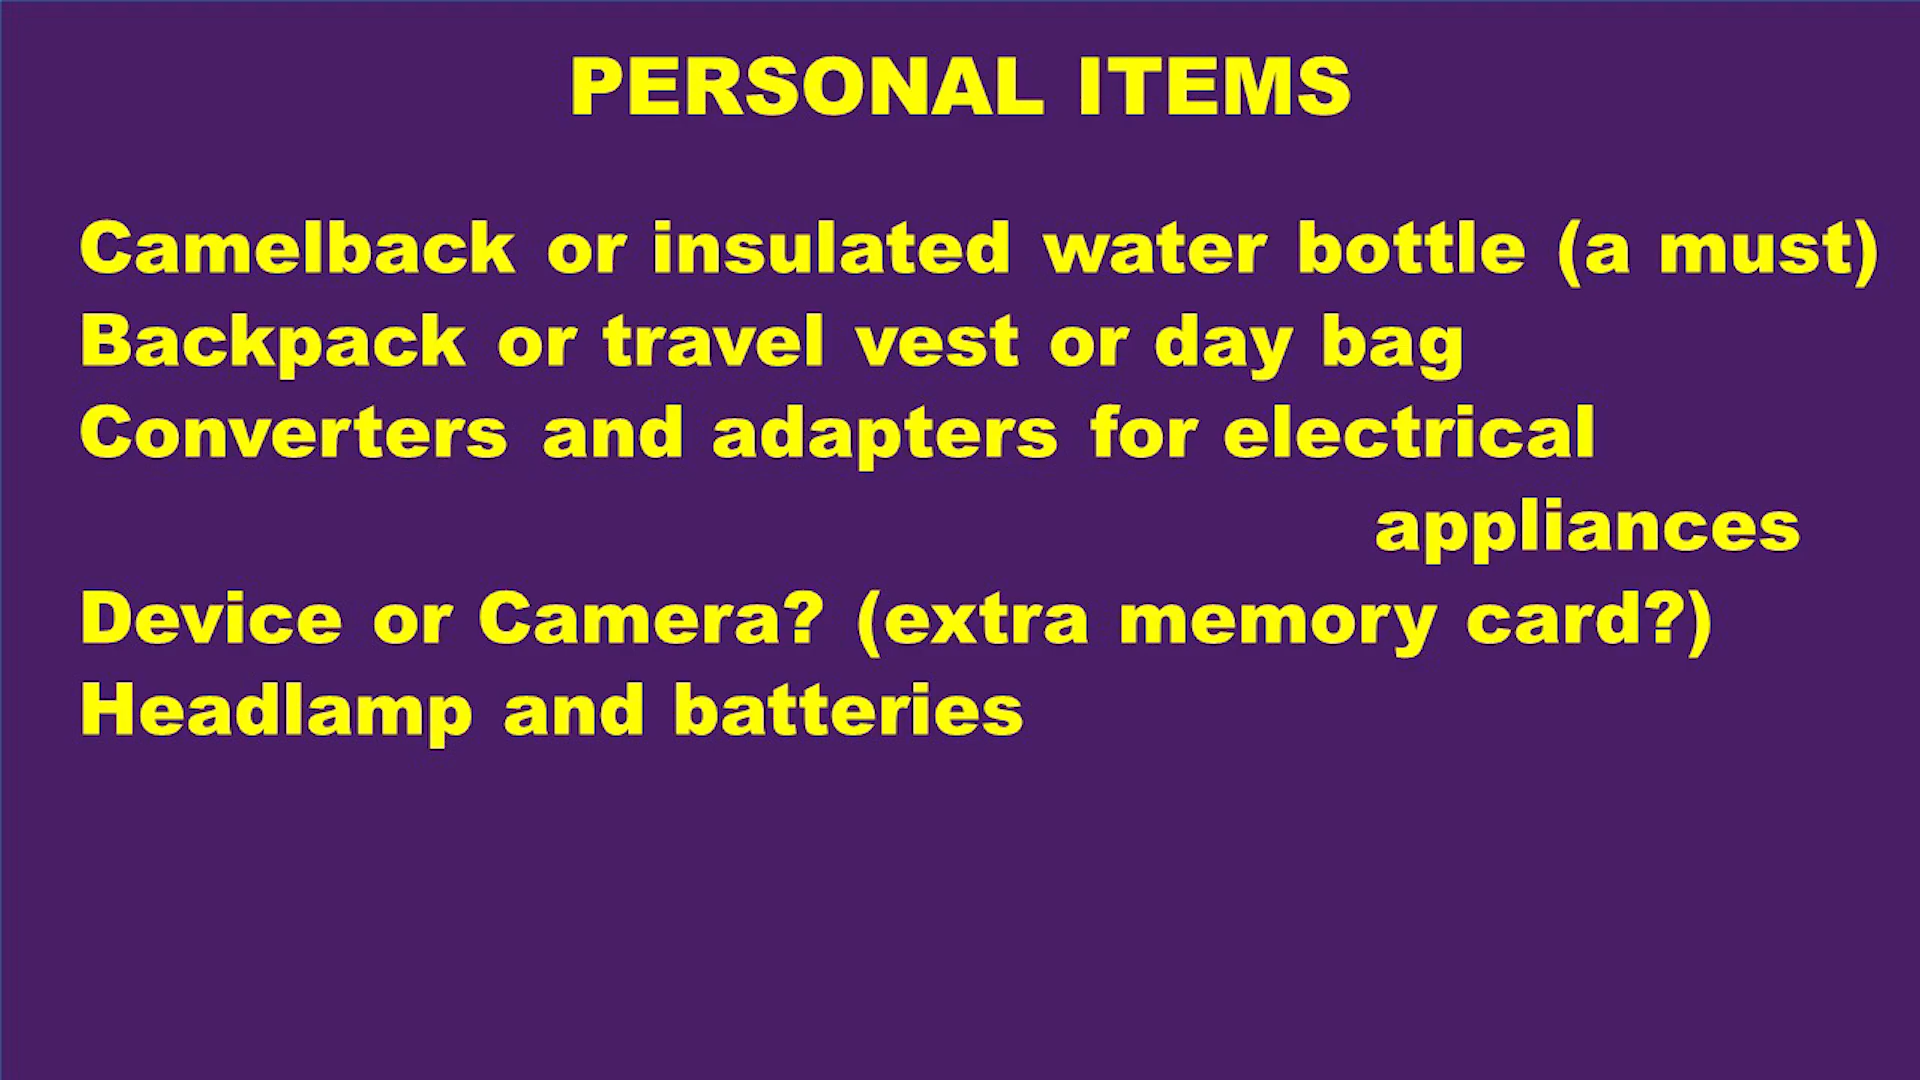 PERSONAL ITEMS
Camelback or insulated water bottle (a must)
Backpack or travel vest or day bag
Converters and adapters for electrical
appliances
Device or Camera? (extra memory card?)
Headlamp and batteries